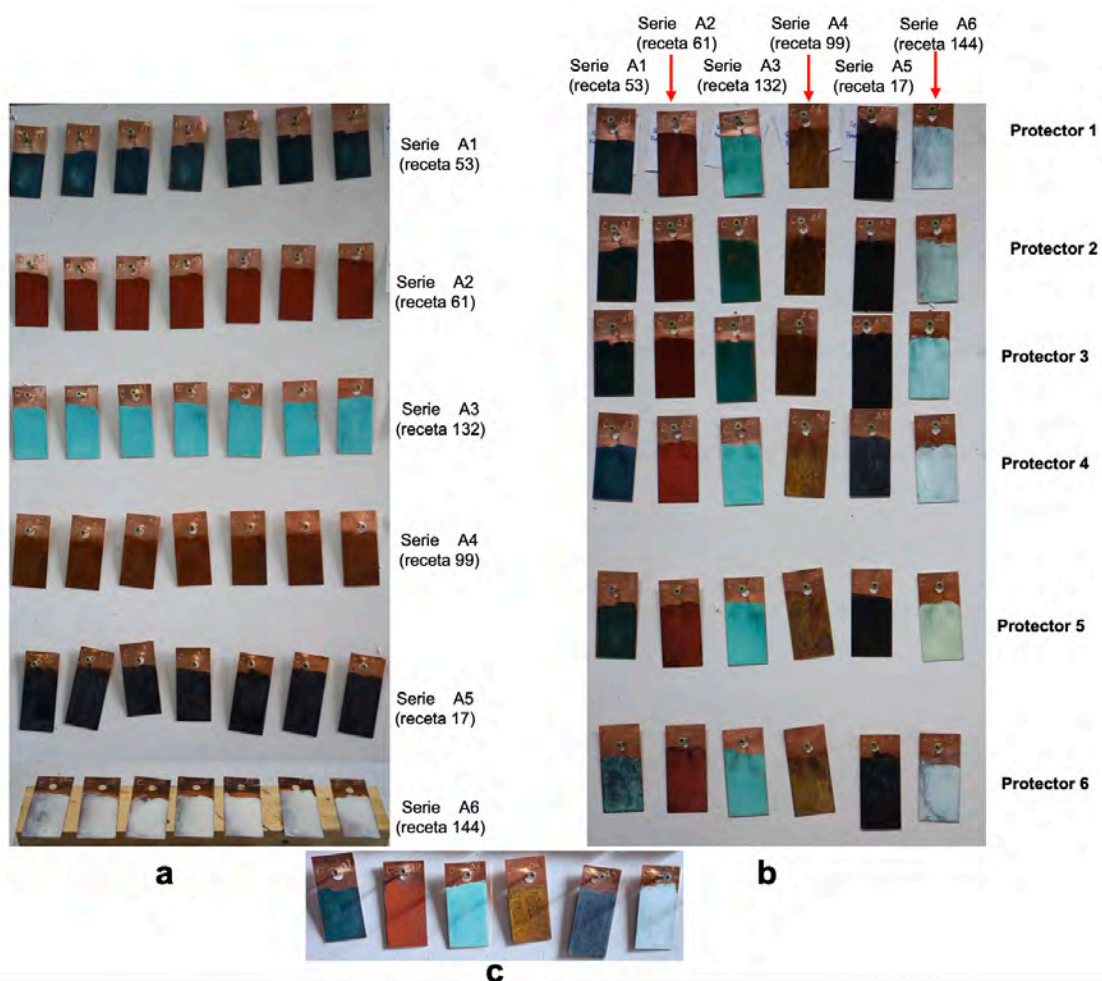 Serie A2
(receta 61)
Serie A4
(receta 99)
Serie A6
(receta 144)
Serie A1
(receta 53)
Serie A3
(receta 132)
Serie A5
(receta 17)
Serie A1
(receta 53)
Serie A2
(receta 61)
Serie A3
(receta 132)
Serie A4
(receta 99)
Serie A5
(receta 17)
Serie A6
(receta 144)
Protector 1
Protector 2
Protector 3
Protector 4
Protector 5
Protector 6
a
b
c